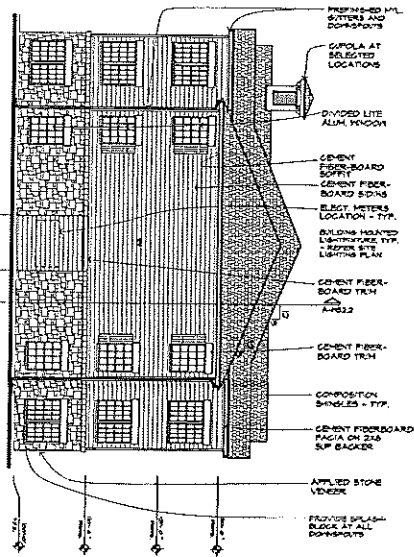 PREFINISHED MTL.
GUTTERS AND
DOWNSPOUTS
CUPOLA AT
SELECTED
LOCATIONS
DIVIDED LITE
ALUM. WINDOW
CEMENT
FIBER-BOARD
SOFFIT
CEMENT FIBER-
BOARD SIDING
ELECT. METERS
LOCATION - TYP.
BUILDING MOUNTED
LIGHTFIXTURE, TYP.
- REFER SITE
LIGHTING PLAN
CEMENT FIBER-
BOARD TRIM
CEMENT FIBER-
BOARD TRIM
COMPOSITION
SHINGLES - TYP.
CEMENT FIBERBOARD
FACIA ON 2X8
SUB BACKER
APPLIED STONE
VENEER
PROVIDE SPLASH
BLOCK AT ALL
DOWNSPOUTS